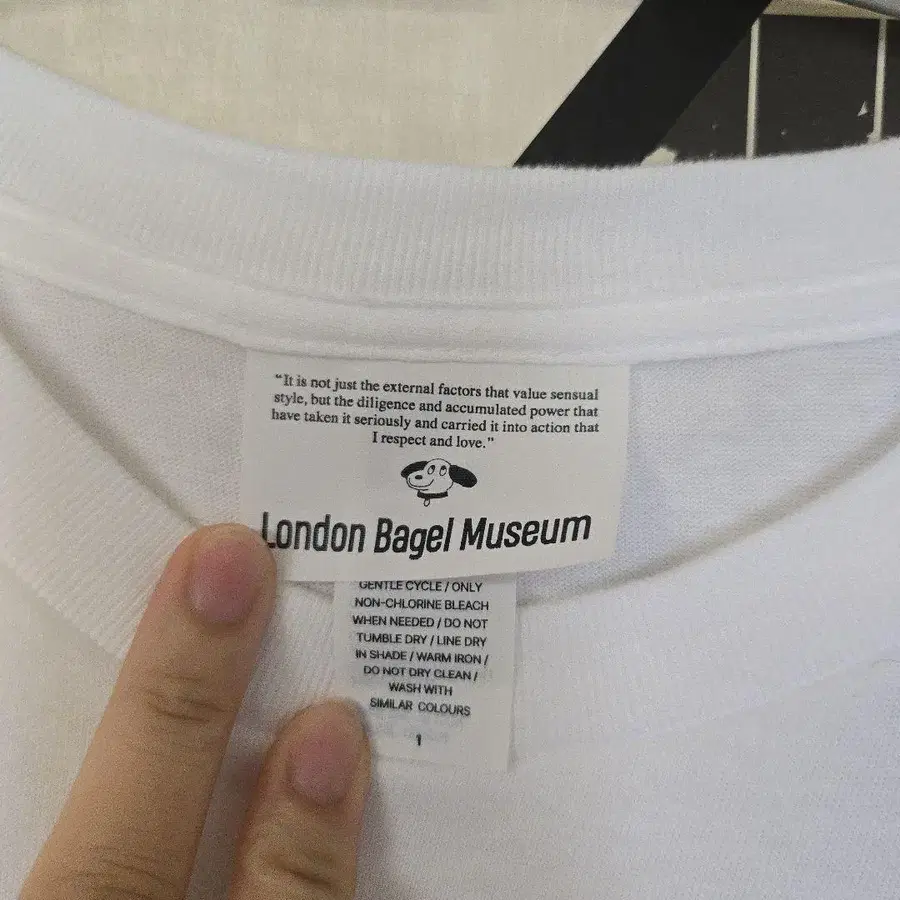 "It is not just the external factors that value sensual
style, but the diligence and accumulated power that
have taken it seriously and carried it into action that
I respect and love."
London Bagel Museum
GENTLE CYCLE / ONLY
NON-CHLORINE BLEACH
WHEN NEEDED / DO NOT
TUMBLE DRY / LINE DRY
IN SHADE / WARM IRON /
DO NOT DRY CLEAN /
WASH WITH
SIMILAR COLOURS
1